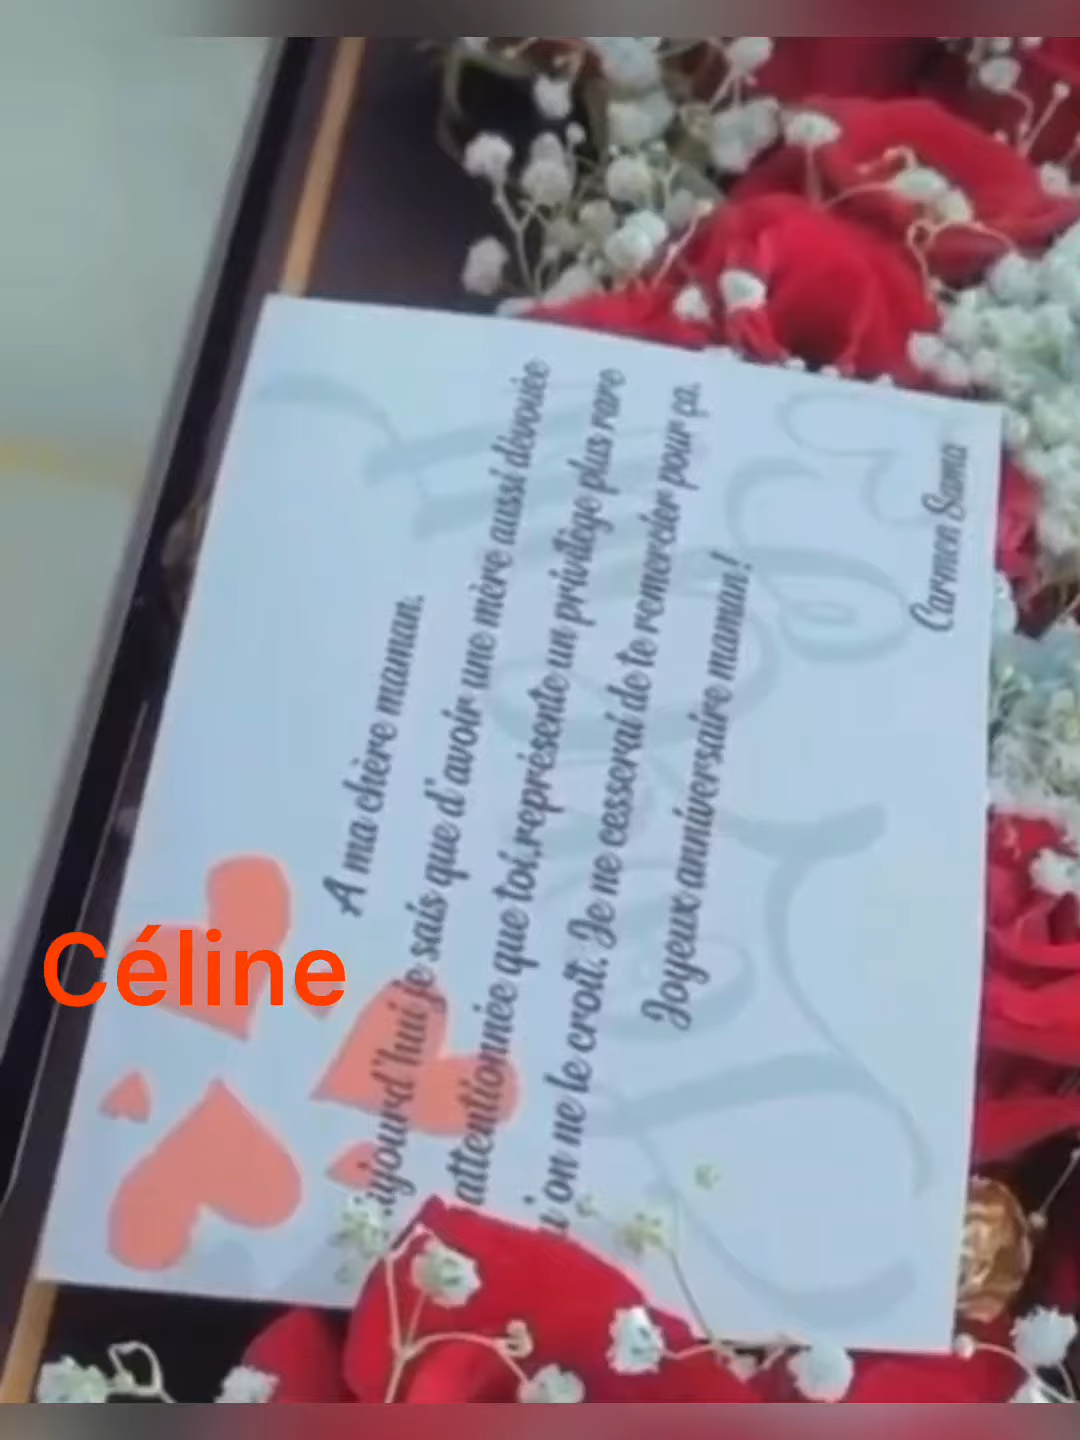 A ma chère maman.
jourd'hui je sais que d'avoir une mère aussi dévouée
attentionnée que toi, représente un privilège plus rare
u'on ne le croit. Je ne cesserai de te remercier pour ça.
Joyeux anniversaire maman!
Carmen Sama
Céline